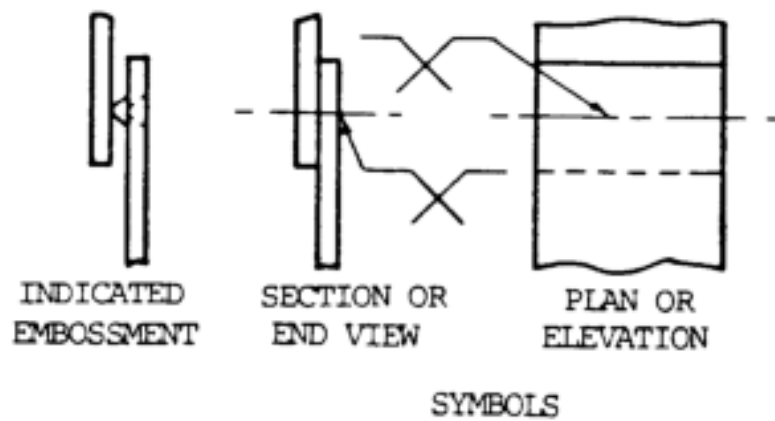 INDICATED
EMBOSSMENT
SECTION OR
END VIEW
PLAN OR
ELEVATION
SYMBOLS